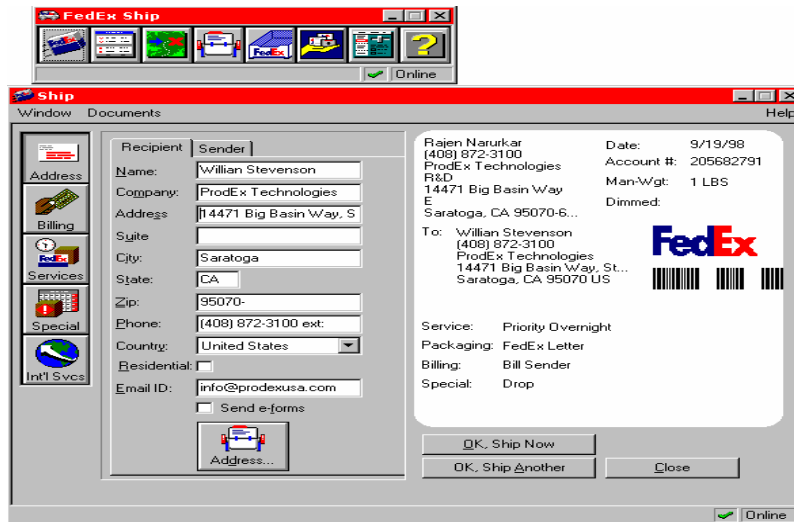 FedEx Ship
FedEx
?
Online
Ship
Window Documents Help
Address
Billing
FedEx
Services
Special
Int'l Svcs
Recipient Sender
Name: Willian Stevenson
Company: ProdEx Technologies
Address 14471 Big Basin Way, S
Suite
City: Saratoga
State: CA
Zip: 95070-
Phone: (408) 872-3100 ext:
Country: United States
Residential:
Email ID: info@prodexusa.com
Send e-forms
Address...
Rajen Narurkar
(408) 872-3100
ProdEx Technologies
R&D
14471 Big Basin Way
E
Saratoga, CA 95070-6...
Date: 9/19/98
Account #: 205682791
Man-Wgt: 1 LBS
Dimmed:
To: Willian Stevenson
(408) 872-3100
ProdEx Technologies
14471 Big Basin Way, St...
Saratoga, CA 95070 US
FedEx
Service: Priority Overnight
Packaging: FedEx Letter
Billing: Bill Sender
Special: Drop
OK, Ship Now
OK, Ship Another
Close
Online